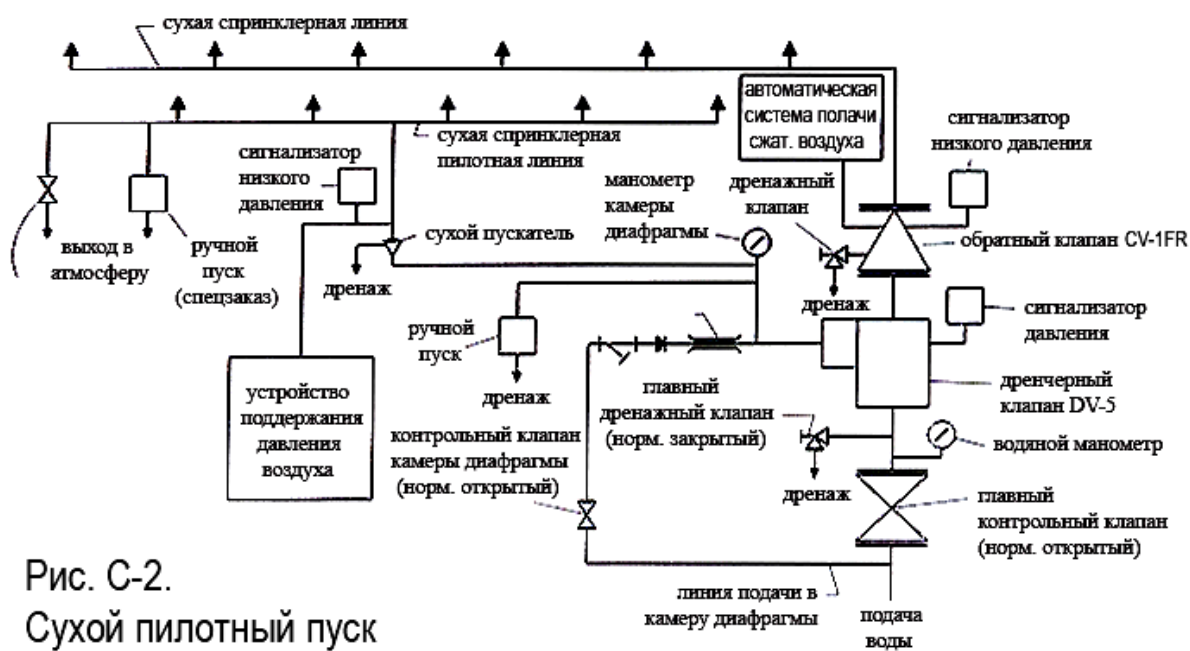 сухая спринклерная линия
автоматическая
система полачи
сжат. воздуха
сигнализатор
низкого давления
сухая спринклерная
пилотная линия
сигнализатор
низкого
давления
манометр
камеры
диафрагмы
дренажный
клапан
выход в
атмосферу
ручной
пуск
(спецзаказ)
сухой пускатель
дренаж
обратный клапан CV-1FR
дренаж
сигнализатор
давления
ручной
пуск
дренаж
устройство
поддержания
давления
воздуха
главный
дренажный клапан
(норм. закрытый)
дренчерный
клапан DV-5
контрольный клапан
камеры диафрагмы
(норм. открытый)
водяной манометр
дренаж
главный
контрольный клапан
(норм. открытый)
линия подачи в
камеру диафрагмы
подача
воды
Рис. C-2.
Сухой пилотный пуск